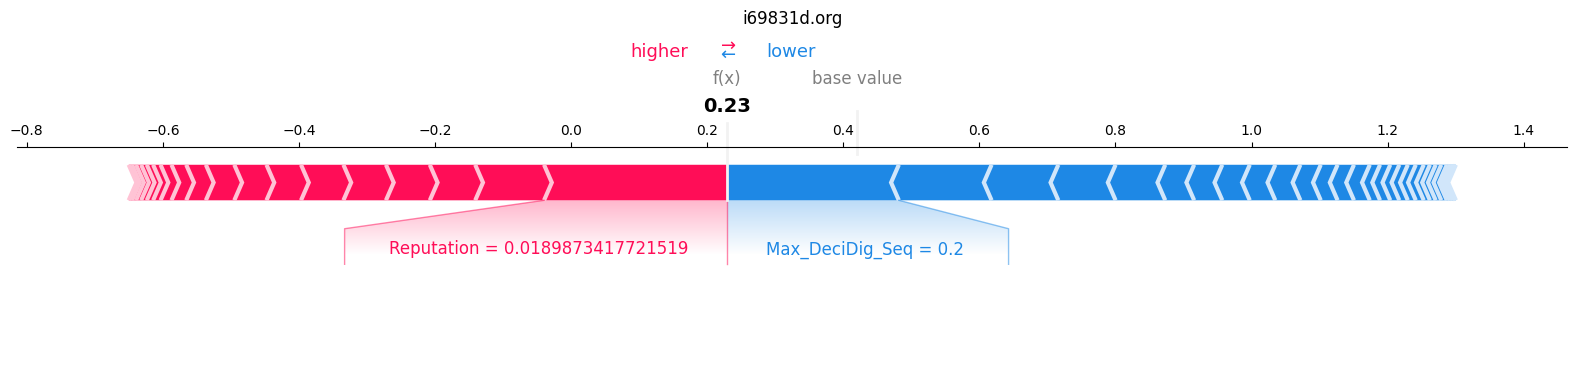 i69831d.org
higher ⇄ lower
f(x) base value
0.23
−0.8 −0.6 −0.4 −0.2 0.0 0.2 0.4 0.6 0.8 1.0 1.2 1.4
Reputation = 0.0189873417721519 Max_DeciDig_Seq = 0.2